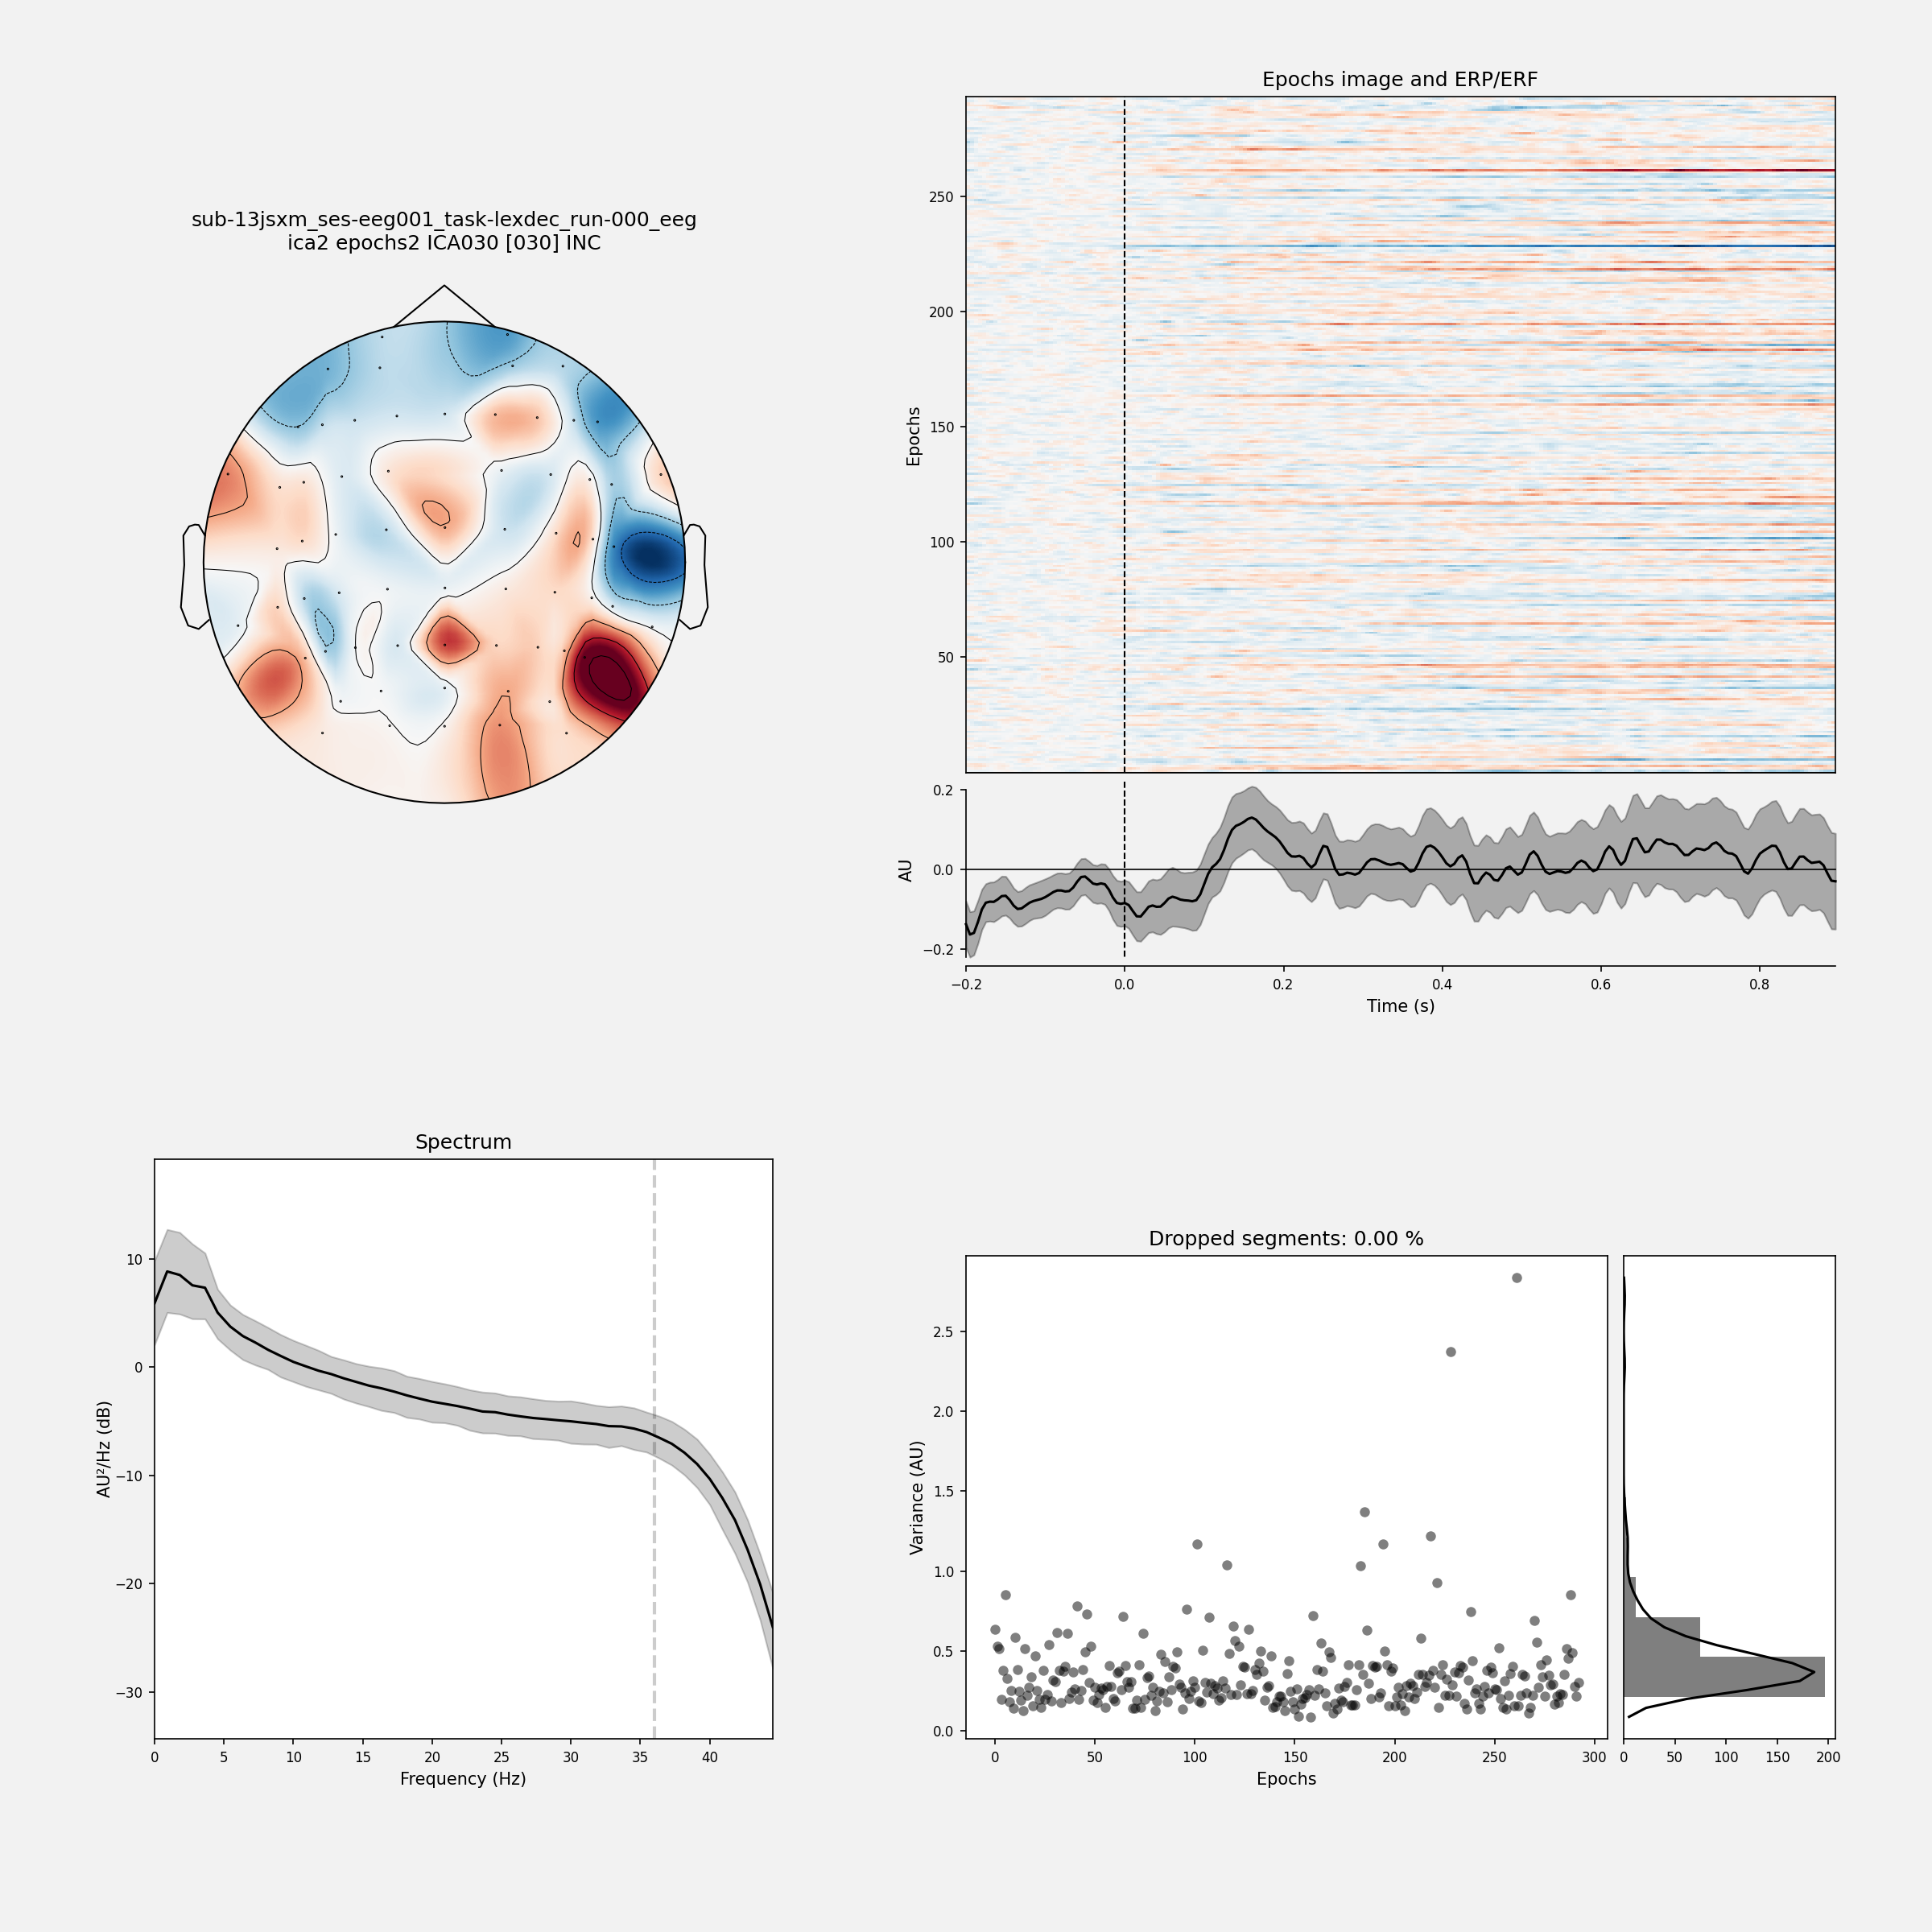 sub-13jsxm_ses-eeg001_task-lexdec_run-000_eeg
ica2 epochs2 ICA030 [030] INC
Epochs image and ERP/ERF
Epochs
250
200
150
100
50
AU
0.2
0.0
−0.2
−0.2 0.0 0.2 0.4 0.6 0.8
Time (s)
Spectrum
AU²/Hz (dB)
10
0
−10
−20
−30
0 5 10 15 20 25 30 35 40
Frequency (Hz)
Dropped segments: 0.00 %
Variance (AU)
2.5
2.0
1.5
1.0
0.5
0.0
0 50 100 150 200 250 300
Epochs
0 50 100 150 200